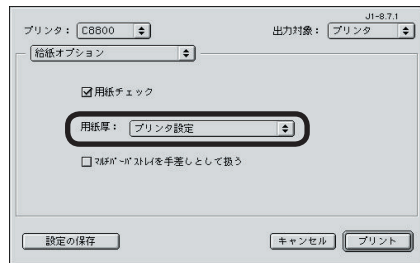 J1-8.7.1
プリンタ： C8800 出力対象： プリンタ
給紙オプション
用紙チェック
用紙厚： プリンタ設定
ﾏﾙﾁﾊﾟｰﾊﾟｽﾄﾚｲを手差しとして扱う
設定の保存 キャンセル プリント